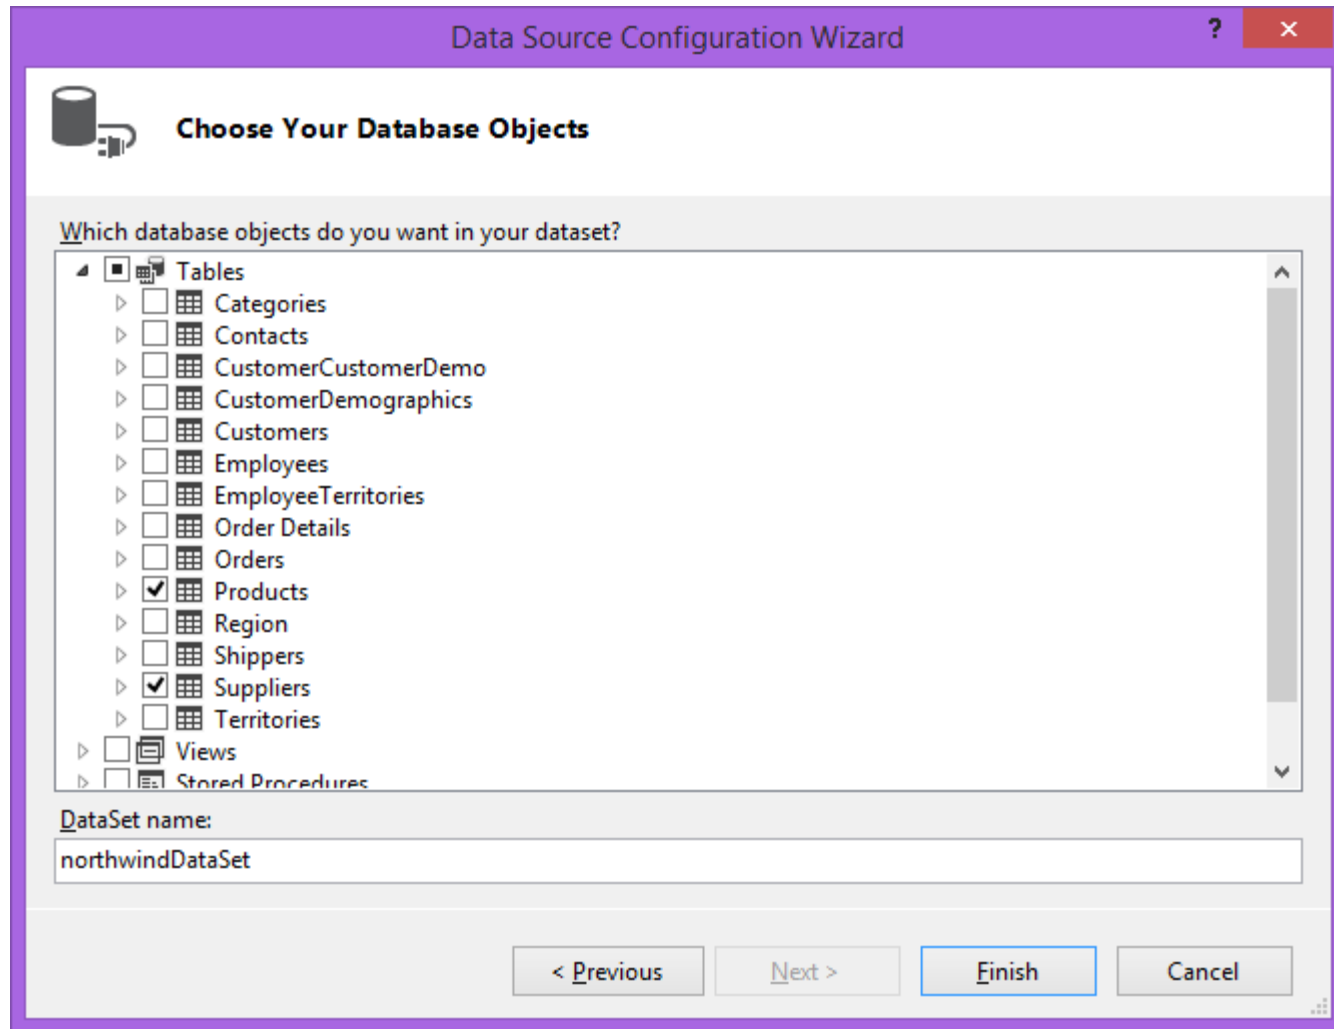 Data Source Configuration Wizard
?
Choose Your Database Objects
Which database objects do you want in your dataset?
Tables
Categories
Contacts
CustomerCustomerDemo
CustomerDemographics
Customers
Employees
EmployeeTerritories
Order Details
Orders
Products
Region
Shippers
Suppliers
Territories
Views
Stored Procedures
DataSet name:
northwindDataSet
< Previous
Next >
Finish
Cancel